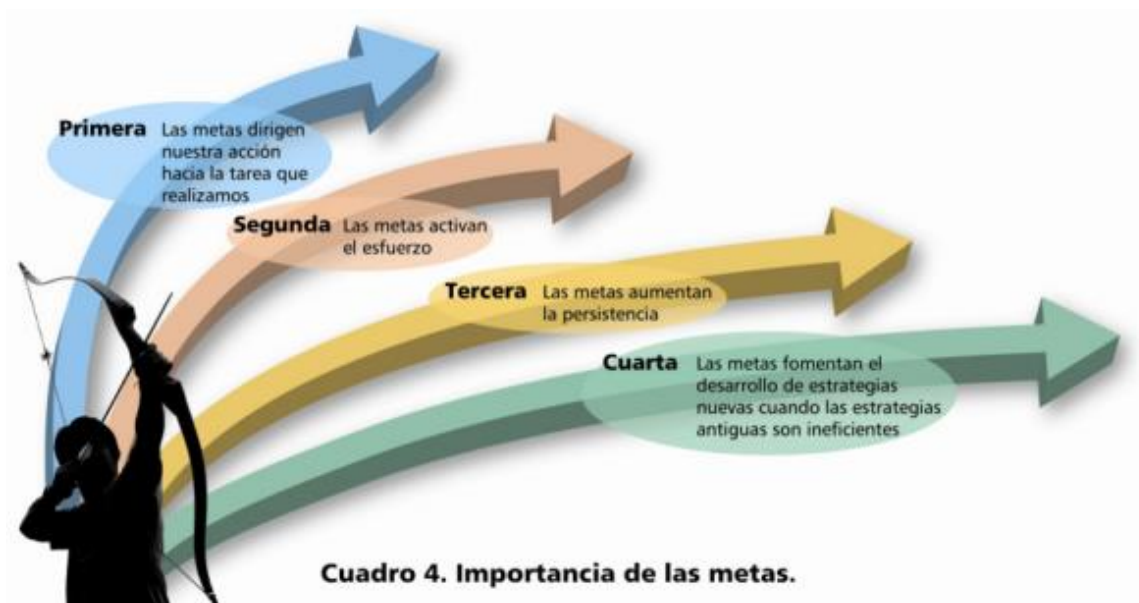 Primera Las metas dirigen
nuestra acción
hacia la tarea que
realizamos
Segunda Las metas activan
el esfuerzo
Tercera Las metas aumentan
la persistencia
Cuarta Las metas fomentan el
desarrollo de estrategias
nuevas cuando las estrategias
antiguas son ineficientes
Cuadro 4. Importancia de las metas.